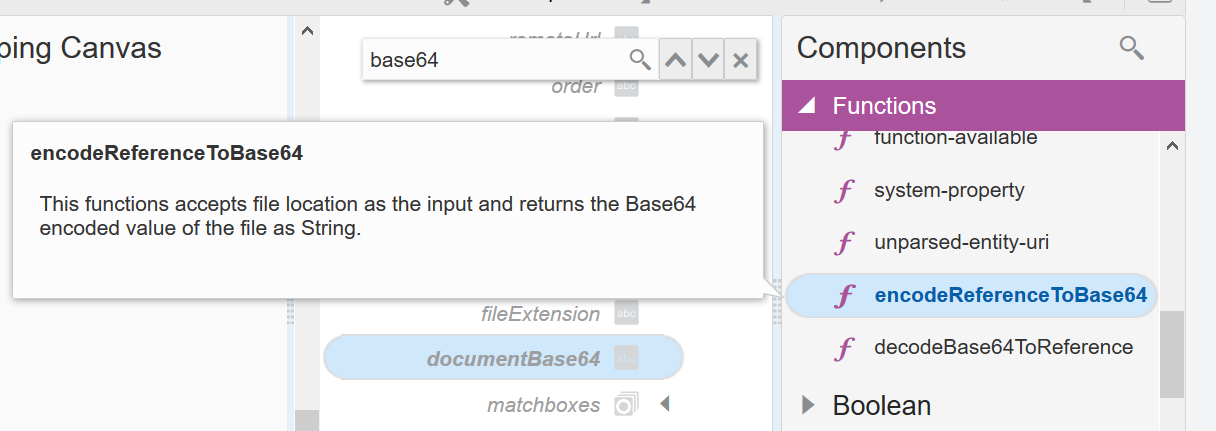 ping Canvas
remoteUrl
base64
order
abc
encodeReferenceToBase64
This functions accepts file location as the input and returns the Base64
encoded value of the file as String.
fileExtension
abc
documentBase64
abc
matchboxes
Components
Functions
function-available
system-property
unparsed-entity-uri
encodeReferenceToBase64
decodeBase64ToReference
Boolean